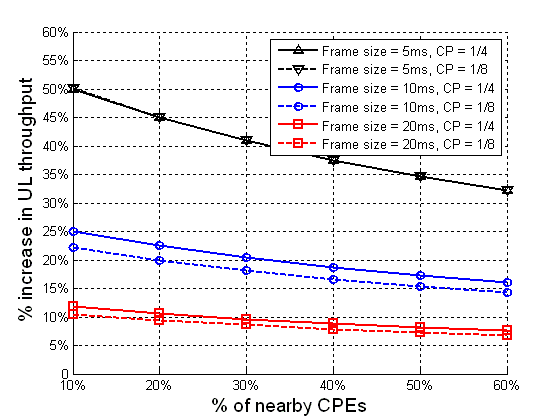 60%
55%
50%
45%
40%
35%
30%
25%
20%
15%
10%
5%
0
% increase in UL throughput
Frame size = 5ms, CP = 1/4
Frame size = 5ms, CP = 1/8
Frame size = 10ms, CP = 1/4
Frame size = 10ms, CP = 1/8
Frame size = 20ms, CP = 1/4
Frame size = 20ms, CP = 1/8
10% 20% 30% 40% 50% 60%
% of nearby CPEs